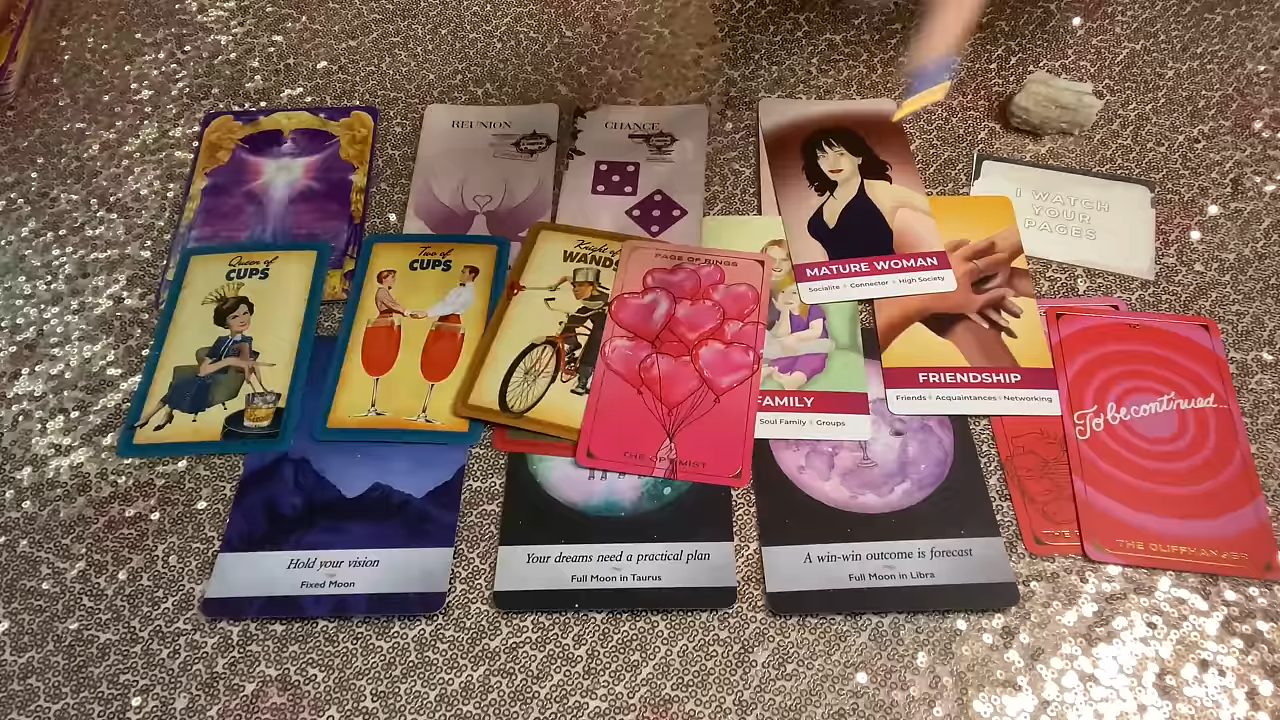 REUNION
CHANCE
I WATCH
YOUR
PAGES
MATURE WOMAN
Socialite Connector High Society
Queen of
CUPS
Two of
CUPS
Knight of
WANDS
PAGE OF RINGS
THE OPTIMIST
FAMILY
Soul Family Groups
FRIENDSHIP
Friends Acquaintances Networking
To be continued...
THE CLIFFHANGER
THE
Hold your vision
Fixed Moon
Your dreams need a practical plan
Full Moon in Taurus
A win-win outcome is forecast
Full Moon in Libra